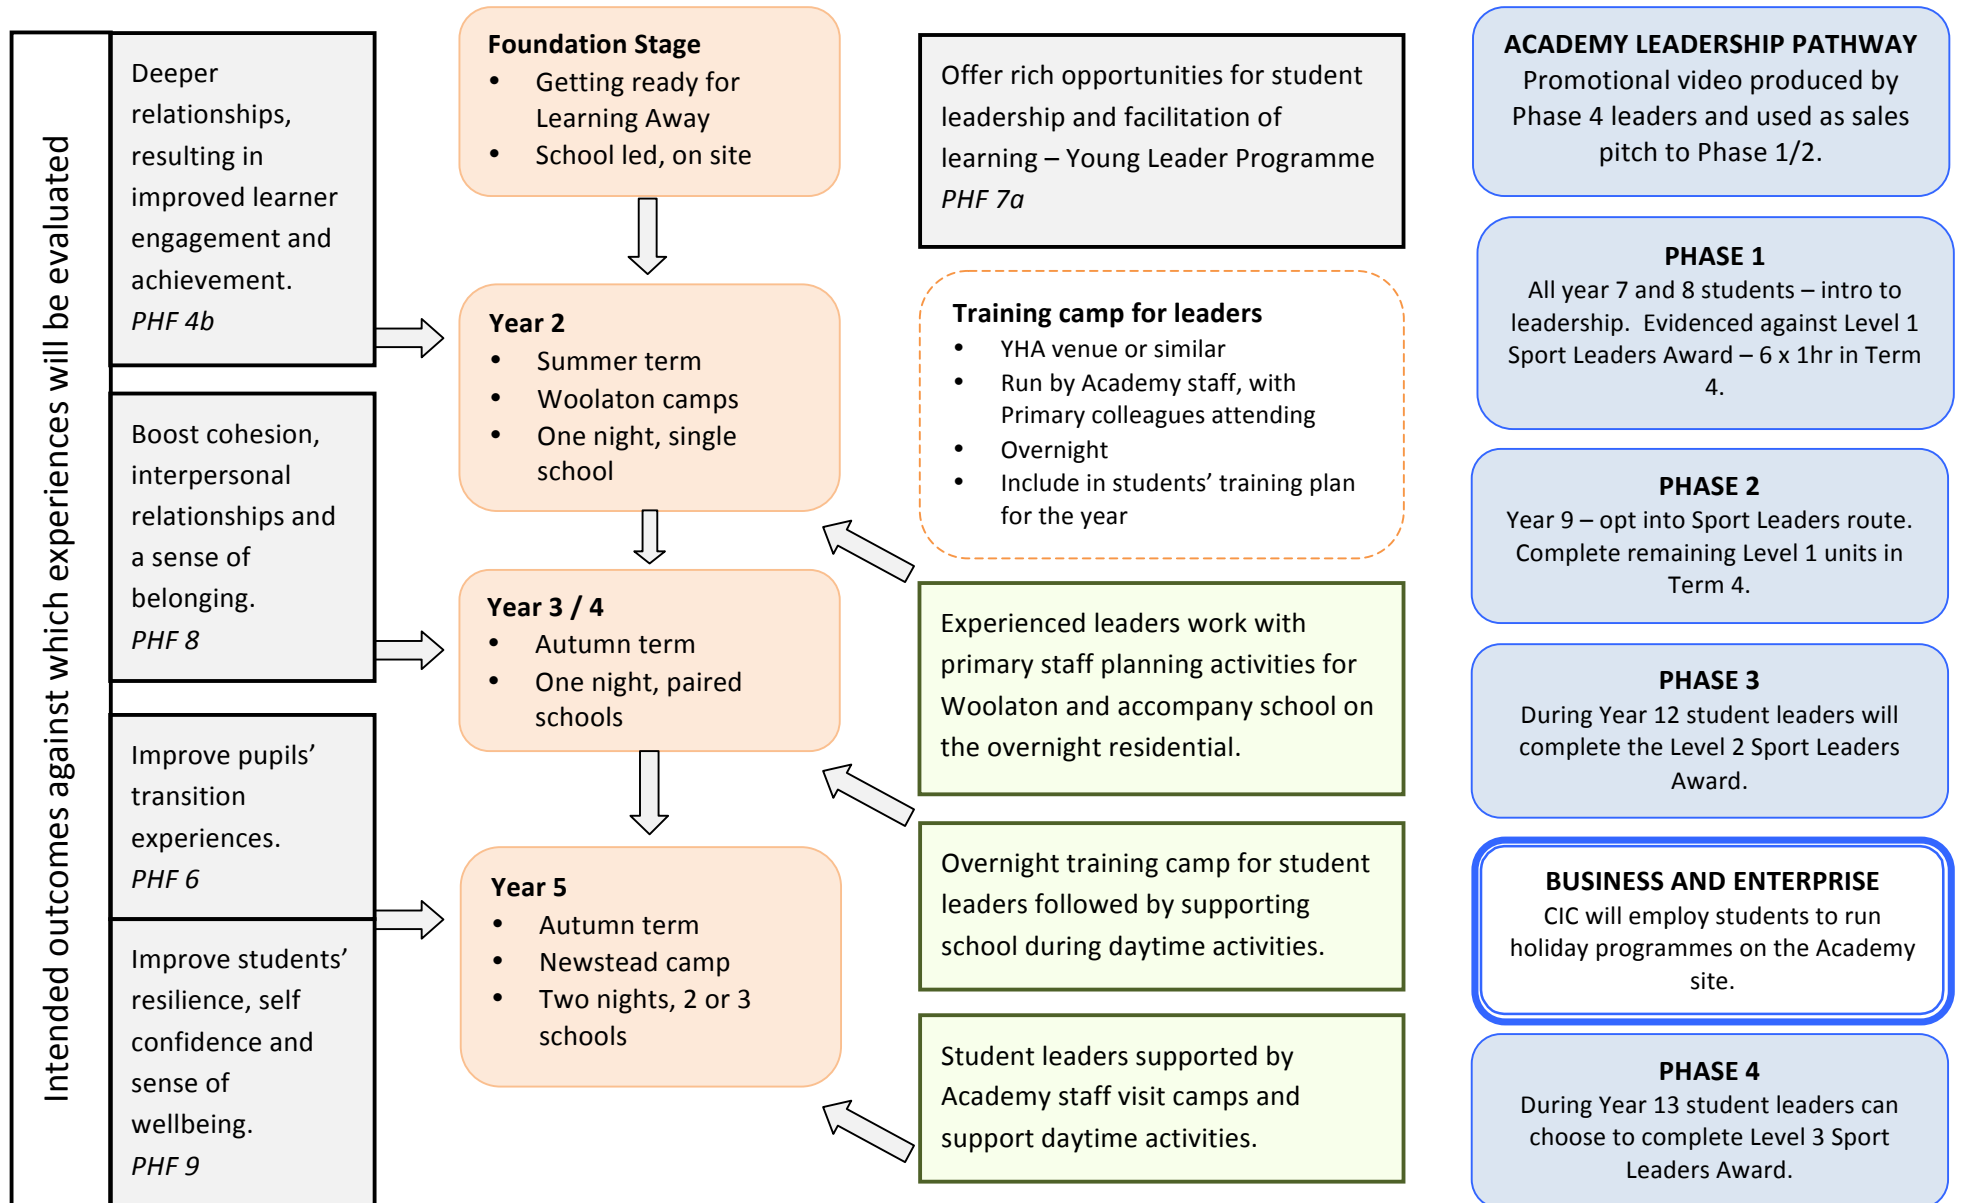 Intended outcomes against which experiences will be evaluated
Deeper
relationships,
resulting in
improved learner
engagement and
achievement.
PHF 4b
Boost cohesion,
interpersonal
relationships and
a sense of
belonging.
PHF 8
Improve pupils’
transition
experiences.
PHF 6
Improve students’
resilience, self
confidence and
sense of
wellbeing.
PHF 9
Foundation Stage
• Getting ready for
Learning Away
• School led, on site
Year 2
• Summer term
• Woolaton camps
• One night, single
school
Year 3 / 4
• Autumn term
• One night, paired
schools
Year 5
• Autumn term
• Newstead camp
• Two nights, 2 or 3
schools
Offer rich opportunities for student
leadership and facilitation of
learning – Young Leader Programme
PHF 7a
Training camp for leaders
• YHA venue or similar
• Run by Academy staff, with
Primary colleagues attending
• Overnight
• Include in students’ training plan
for the year
Experienced leaders work with
primary staff planning activities for
Woolaton and accompany school on
the overnight residential.
Overnight training camp for student
leaders followed by supporting
school during daytime activities.
Student leaders supported by
Academy staff visit camps and
support daytime activities.
ACADEMY LEADERSHIP PATHWAY
Promotional video produced by
Phase 4 leaders and used as sales
pitch to Phase 1/2.
PHASE 1
All year 7 and 8 students – intro to
leadership.  Evidenced against Level 1
Sport Leaders Award – 6 x 1hr in Term
4.
PHASE 2
Year 9 – opt into Sport Leaders route.
Complete remaining Level 1 units in
Term 4.
PHASE 3
During Year 12 student leaders will
complete the Level 2 Sport Leaders
Award.
BUSINESS AND ENTERPRISE
CIC will employ students to run
holiday programmes on the Academy
site.
PHASE 4
During Year 13 student leaders can
choose to complete Level 3 Sport
Leaders Award.